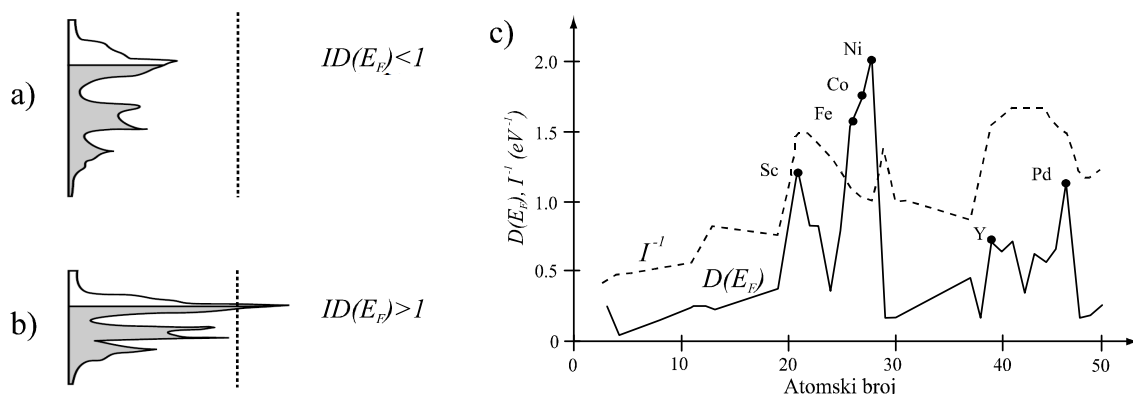 a)
ID(E_F)<1
b)
ID(E_F)>1
c)
D(E_F), I⁻¹ (eV⁻¹)
2.0
1.5
1.0
0.5
0
0
10
20
30
40
50
Atomski broj
Sc
Fe
Co
Ni
Y
Pd
I⁻¹
D(E_F)